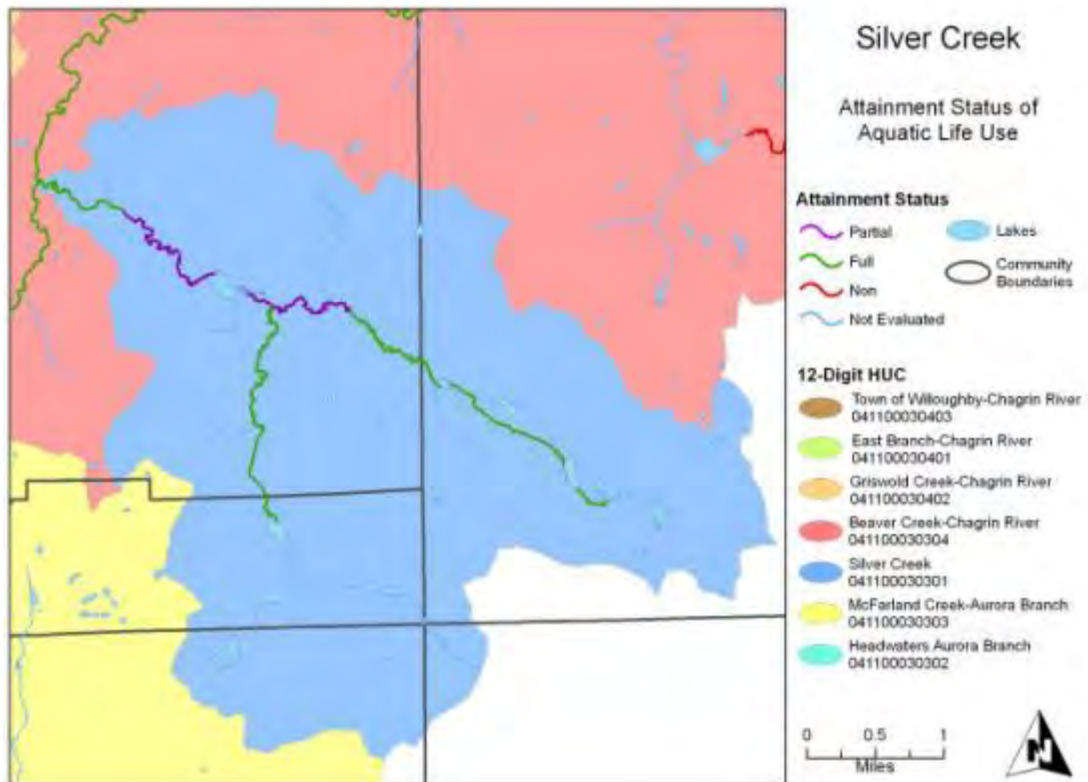 Silver Creek
Attainment Status of
Aquatic Life Use
Attainment Status
Partial
Full
Non
Not Evaluated
Lakes
Community
Boundaries
12-Digit HUC
Town of Willoughby-Chagrin River
041100030403
East Branch-Chagrin River
041100030401
Griswold Creek-Chagrin River
041100030402
Beaver Creek-Chagrin River
041100030304
Silver Creek
041100030301
McFarland Creek-Aurora Branch
041100030303
Headwaters Aurora Branch
041100030302
0 0.5 1
Miles
N